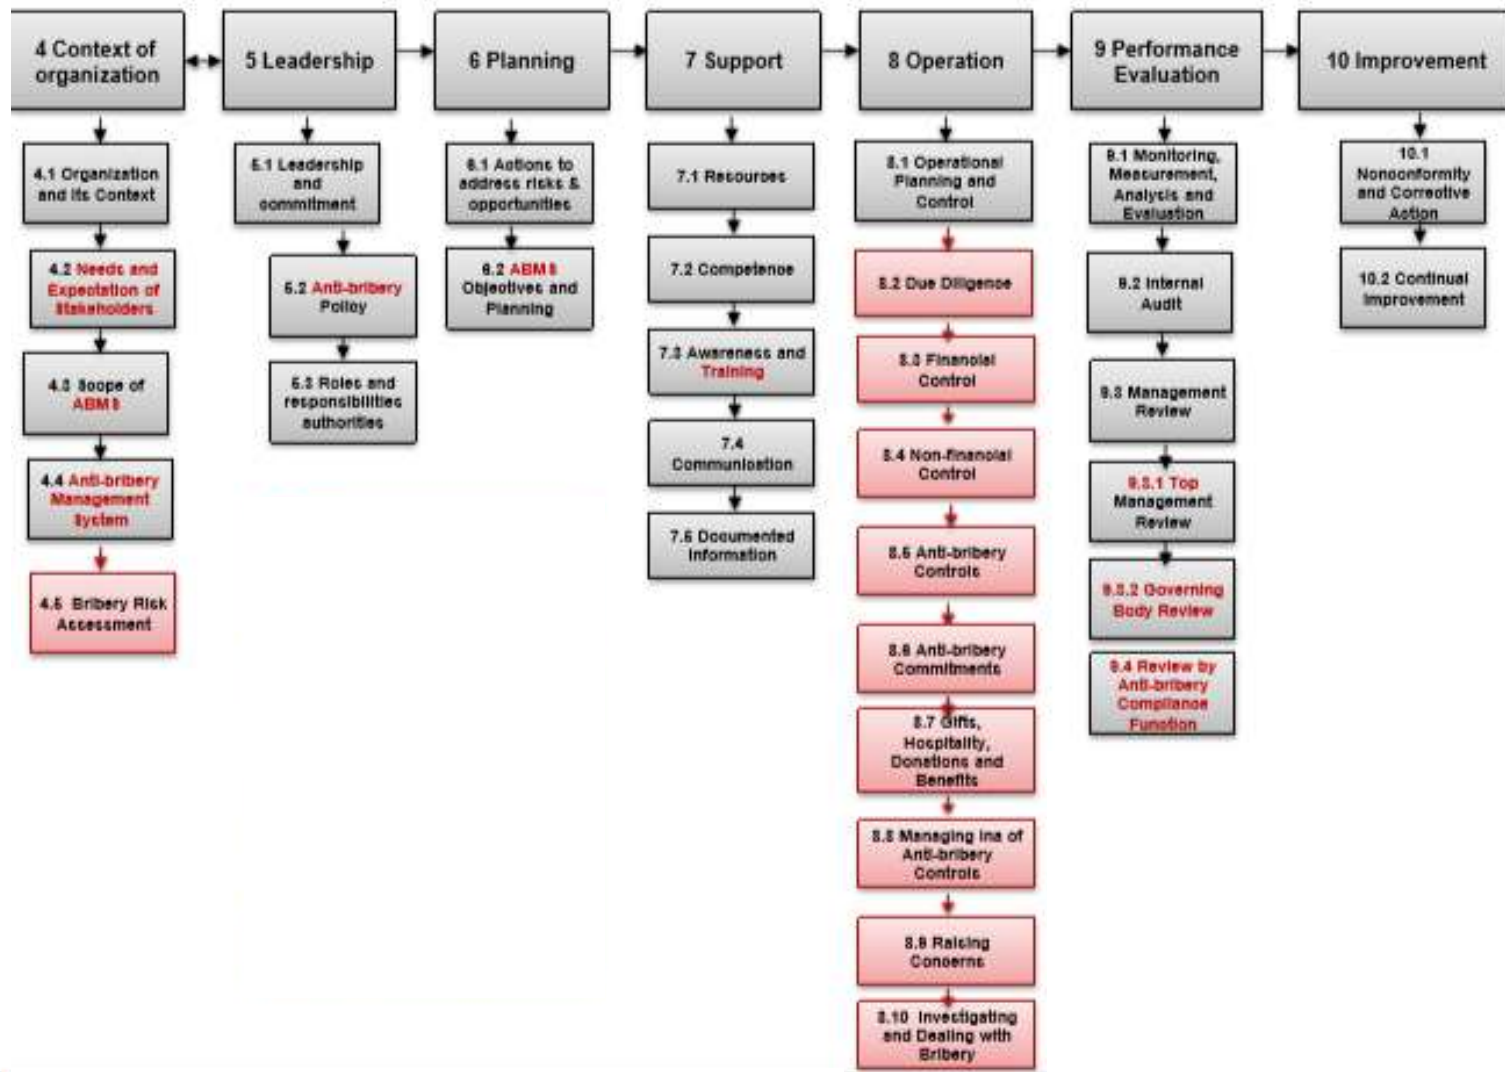 4 Context of
organization
5 Leadership
6 Planning
7 Support
8 Operation
9 Performance
Evaluation
10 Improvement
4.1 Organization
and Its Context
4.2 Needs and
Expectation of
Stakeholders
4.3 Scope of
ABMS
4.4 Anti-bribery
Management
System
4.5 Bribery Risk
Assessment
5.1 Leadership
and
commitment
5.2 Anti-bribery
Policy
5.3 Roles and
responsibilities
authorities
6.1 Actions to
address risks &
opportunities
6.2 ABMS
Objectives and
Planning
7.1 Resources
7.2 Competence
7.3 Awareness and
Training
7.4
Communication
7.5 Documented
Information
8.1 Operational
Planning and
Control
8.2 Due Diligence
8.3 Financial
Control
8.4 Non-financial
Control
8.5 Anti-bribery
Controls
8.6 Anti-bribery
Commitments
8.7 Gifts,
Hospitality,
Donations and
Benefits
8.8 Managing Ina of
Anti-bribery
Controls
8.9 Raising
Concerns
8.10 Investigating
and Dealing with
Bribery
9.1 Monitoring,
Measurement,
Analysis and
Evaluation
9.2 Internal
Audit
9.3 Management
Review
9.3.1 Top
Management
Review
9.3.2 Governing
Body Review
9.4 Review by
Anti-bribery
Compliance
Function
10.1
Nonconformity
and Corrective
Action
10.2 Continual
Improvement